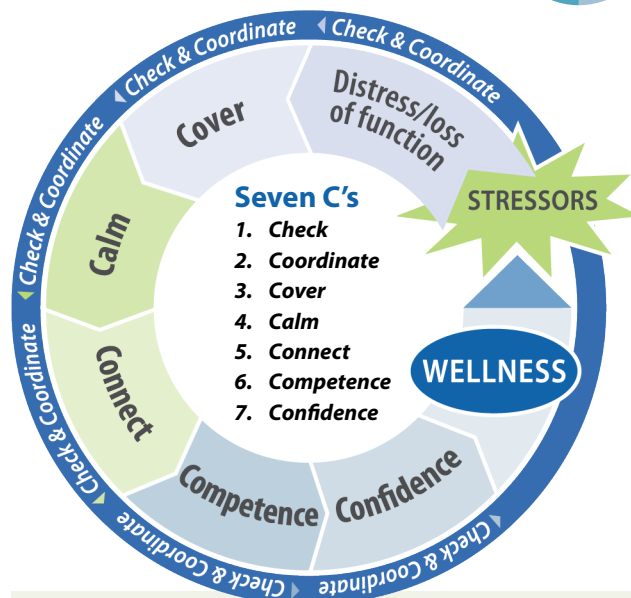 Check & Coordinate
Check & Coordinate
Check & Coordinate
Check & Coordinate
Check & Coordinate
Check & Coordinate
Check & Coordinate
Distress/loss
of function
Cover
Calm
Connect
Competence
Confidence
WELLNESS
STRESSORS
Seven C's
1. Check
2. Coordinate
3. Cover
4. Calm
5. Connect
6. Competence
7. Confidence